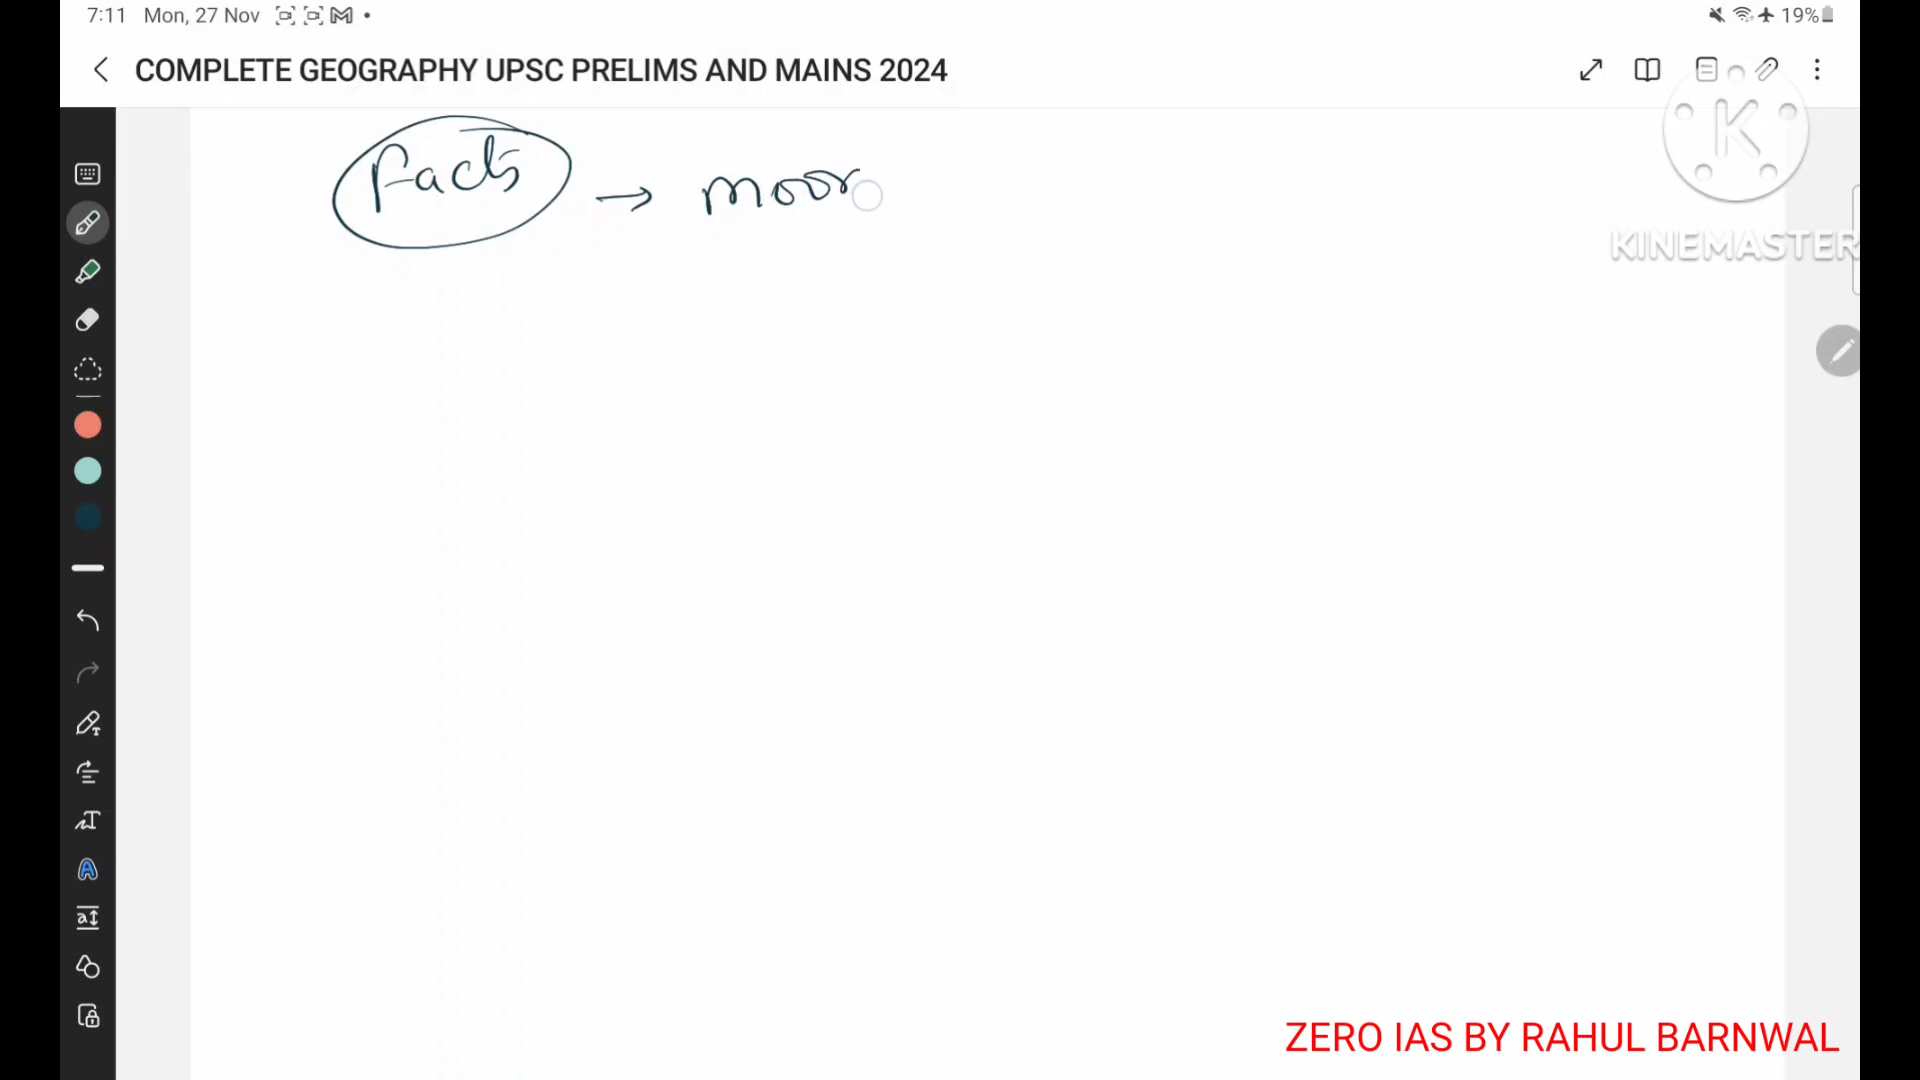 7:11 Mon, 27 Nov 19%
COMPLETE GEOGRAPHY UPSC PRELIMS AND MAINS 2024
Facts → moor
K
KINEMASTER
ZERO IAS BY RAHUL BARNWAL